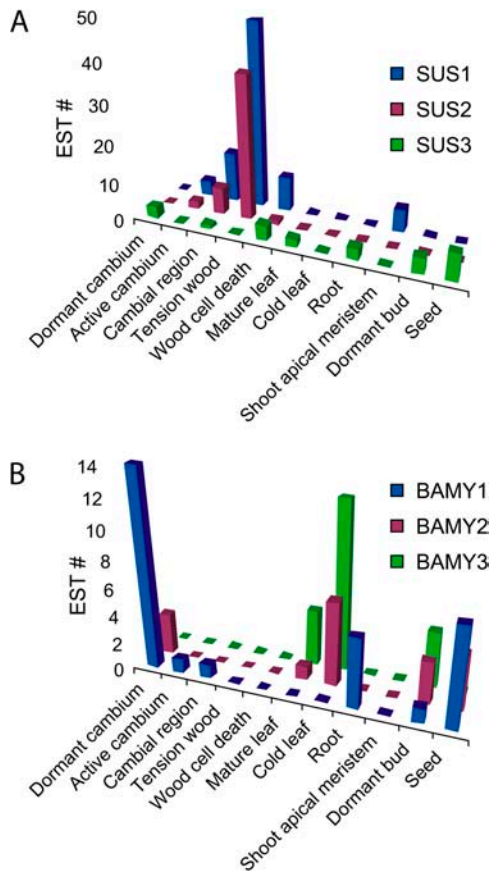 A
50
40
30
20
10
0
EST #
SUS1
SUS2
SUS3
Dormant cambium
Active cambium
Cambial region
Tension wood
Wood cell death
Mature leaf
Cold leaf
Root
Shoot apical meristem
Dormant bud
Seed
B
14
12
10
8
6
4
2
0
EST #
BAMY1
BAMY2
BAMY3
Dormant cambium
Active cambium
Cambial region
Tension wood
Wood cell death
Mature leaf
Cold leaf
Root
Shoot apical meristem
Dormant bud
Seed